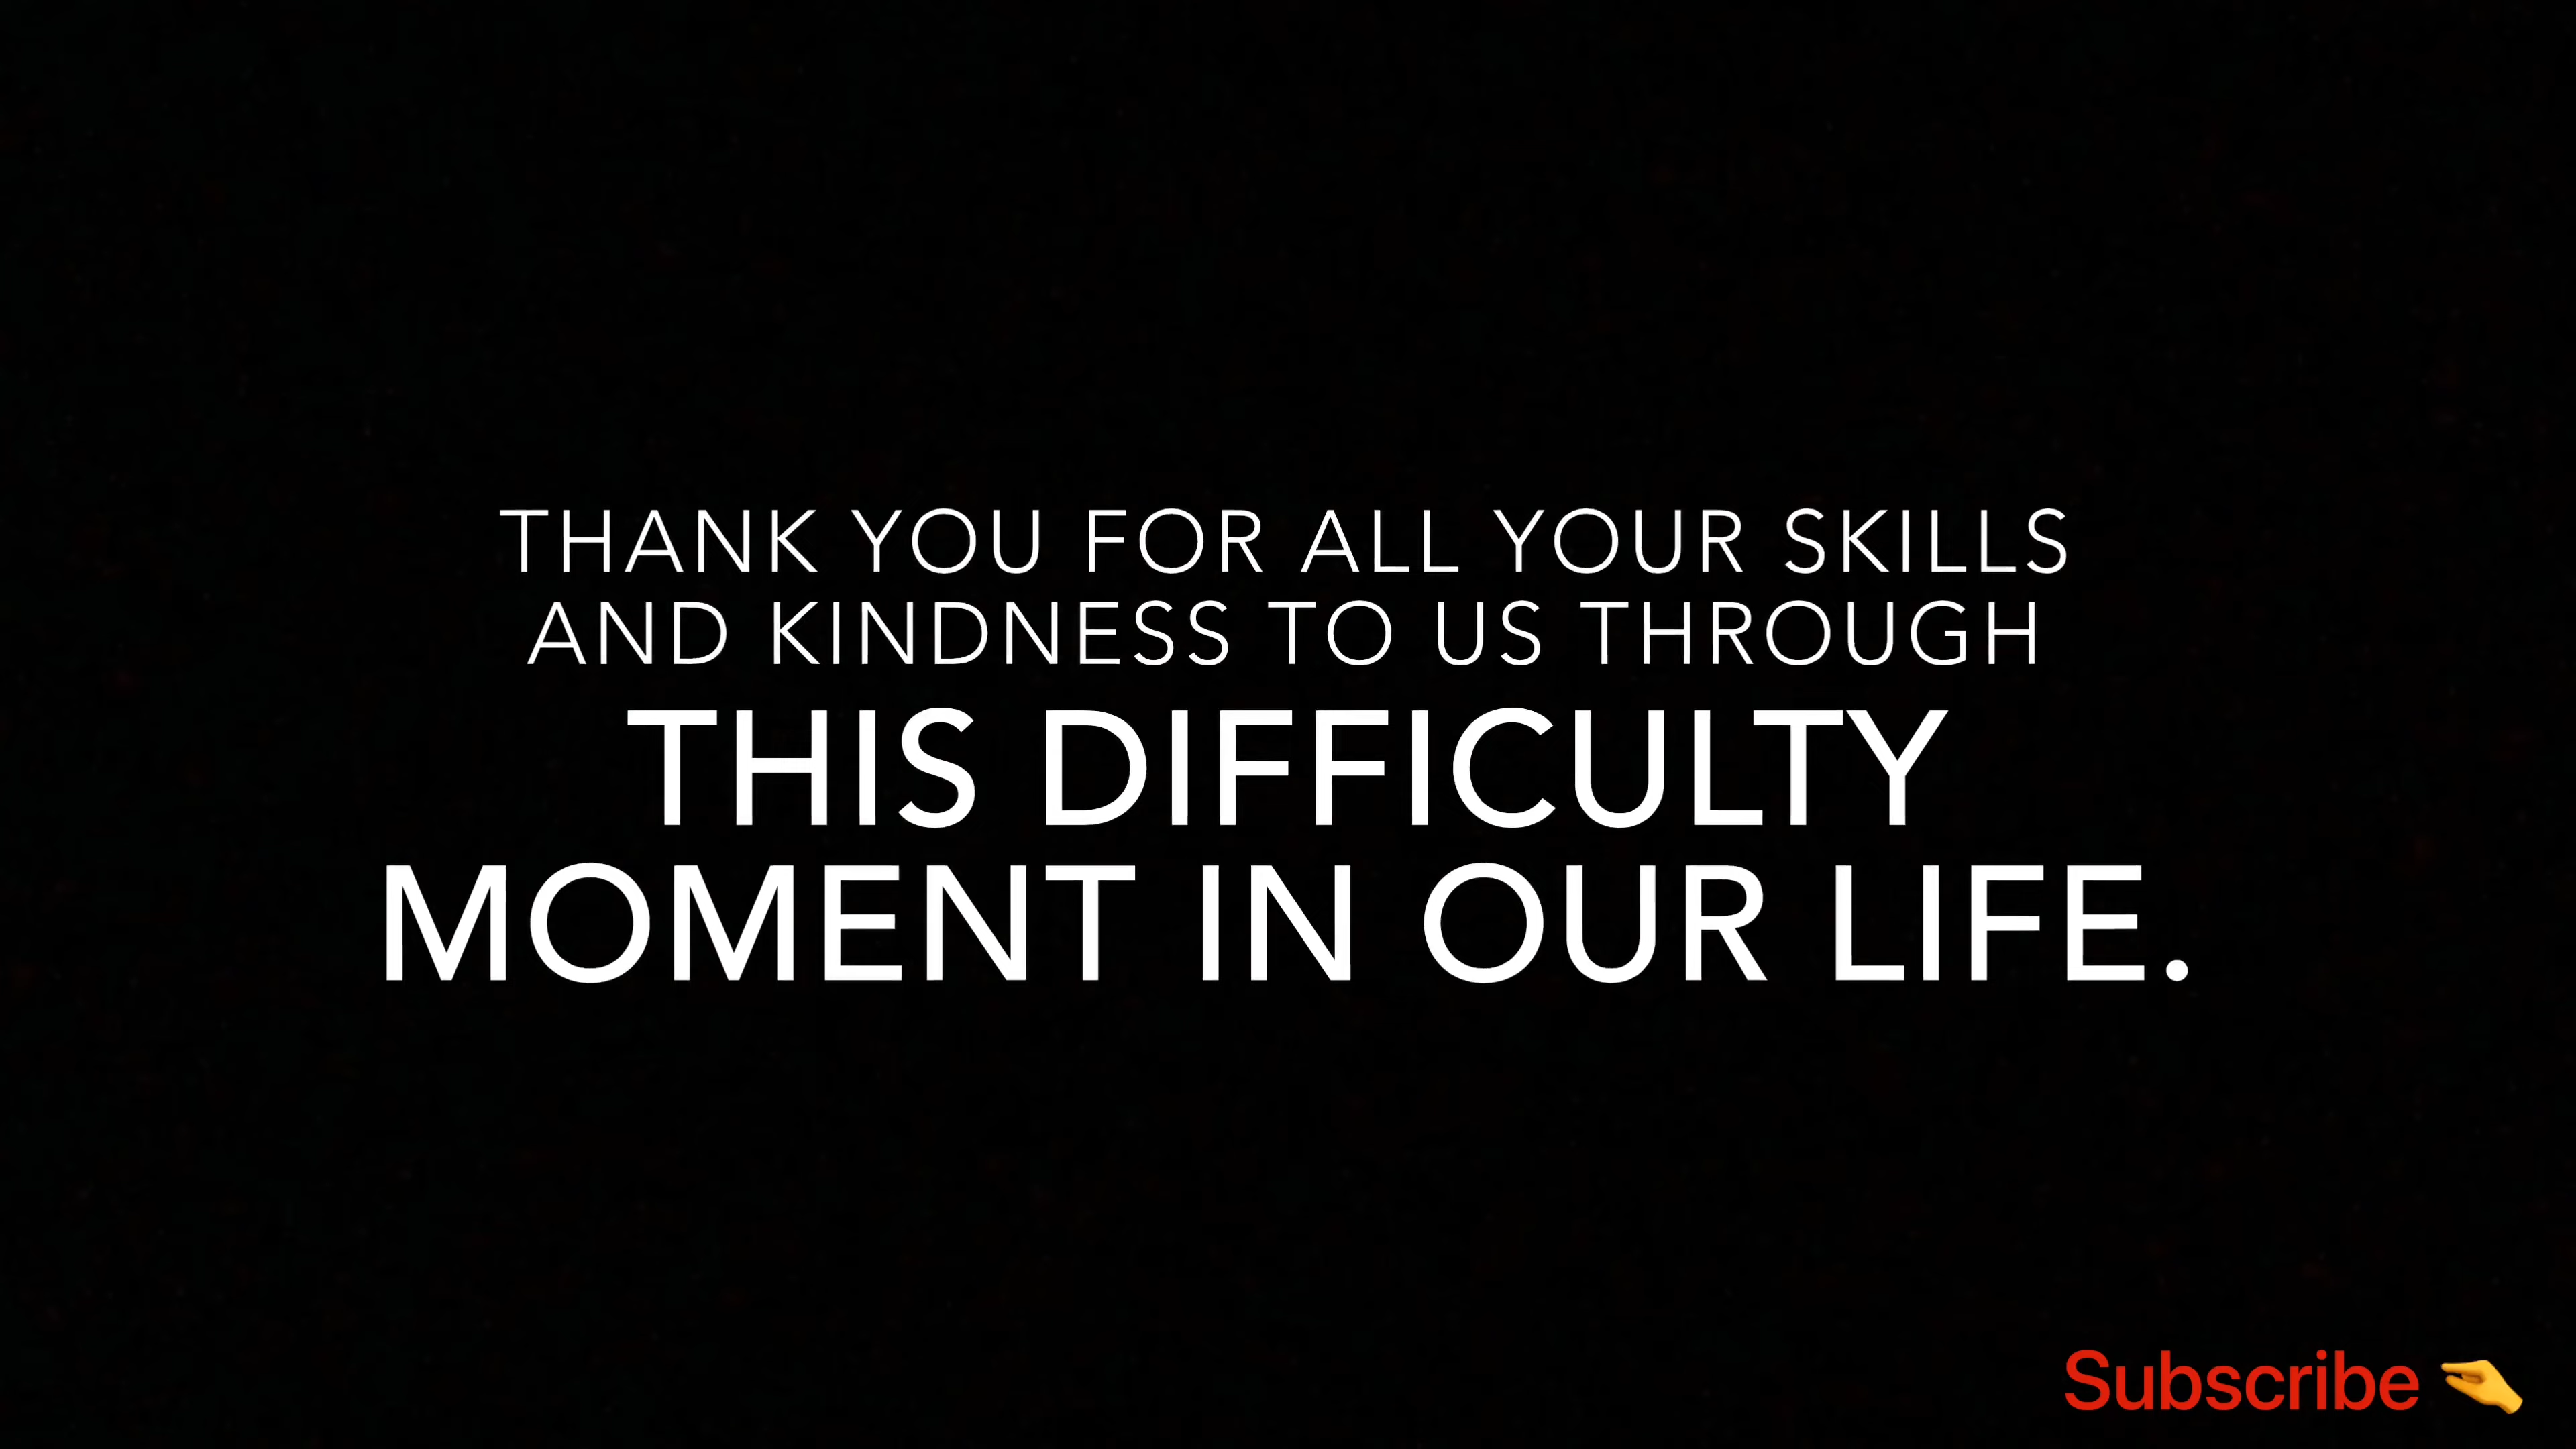 THANK YOU FOR ALL YOUR SKILLS
AND KINDNESS TO US THROUGH
THIS DIFFICULTY
MOMENT IN OUR LIFE.
Subscribe